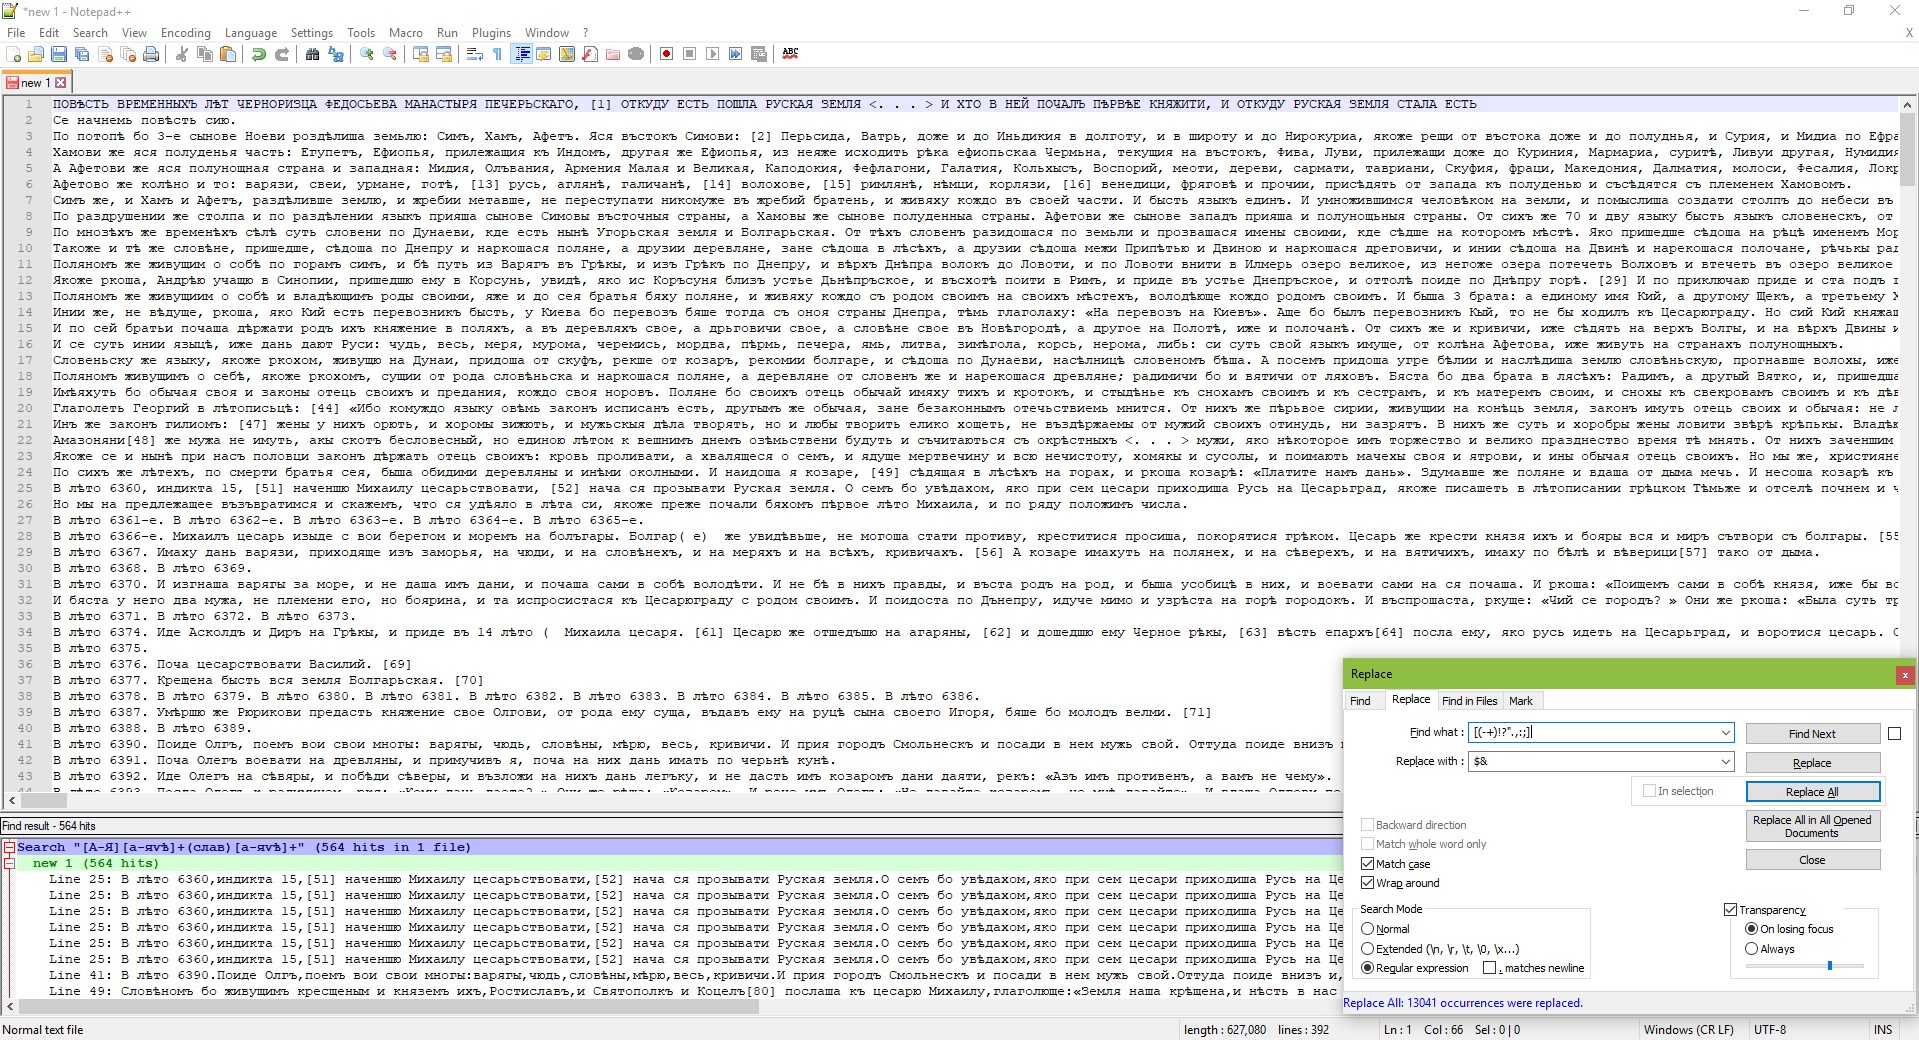 *new 1 - Notepad++
File Edit Search View Encoding Language Settings Tools Macro Run Plugins Window ? X
new 1
1 ПОВѢСТЬ ВРЕМЕННЫХЪ ЛѢТ ЧЕРНОРИЗЦА ФЕДОСЬЕВА МАНАСТЫРЯ ПЕЧЕРЬСКАГО, [1] ОТКУДУ ЕСТЬ ПОШЛА РУСКАЯ ЗЕМЛЯ <. . . > И ХТО В НЕЙ ПОЧАЛЪ ПѢРВѢЕ КНЯЖИТИ, И ОТКУДУ РУСКАЯ ЗЕМЛЯ СТАЛА ЕСТЬ
2 Се начнемь повѣсть сию.
3 По потопѣ бо 3-е сынове Ноеви роздѣлиша земьлю: Симъ, Хамъ, Афетъ. Яся въстокъ Симови: [2] Перьсида, Ватрь, доже и до Иньдикия в долготу, и в широту и до Нирокуриа, якоже рещи от въстока доже и до полуднья, и Сурия, и Мидиа по Ефра
4 Хамови же яся полуденья часть: Егупетъ, Ефиопья, прилежащия къ Индомъ, другая же Ефиопья, из неяже исходить рѣка ефиопьскаа Чермьна, текущия на въстокъ, Фива, Луви, прилежащи доже до Куриния, Мармариа, суритѣ, Ливуи другая, Нумидия
5 А Афетови же яся полунощная страна и западная: Мидия, Олъвания, Армения Малая и Великая, Каподокия, Фефлагони, Галатия, Кольхысъ, Воспорий, меоти, дереви, сармати, тавриани, Скуфия, фраци, Македония, Далматия, молоси, Фесалия, Локр
6 Афетово же колѣно и то: варязи, свеи, урмане, готѣ, [13] русь, аглянѣ, галичанѣ, [14] волохове, [15] римлянѣ, нѣмци, корлязи, [16] венедици, фряговѣ и прочии, присѣдять от запада къ полуденью и съсѣдятся съ племенем Хамовомъ.
7 Симъ же, и Хамъ и Афетъ, раздѣливше землю, и жребии метавше, не переступати никомуже въ жребий братень, и живяху кождо въ своей части. И бысть языкъ единъ. И умножившимся человѣком на земли, и помыслиша создати столпъ до небеси въ
8 По раздрушении же столпа и по раздѣлении языкъ прияша сынове Симовы въсточныя страны, а Хамовы же сынове полуденныа страны. Афетови же сынове западъ прияша и полунощьныя страны. От сихъ же 70 и дву языку бысть языкъ словенескъ, от
9 По мнозѣхъ же временѣхъ сѣлѣ суть словени по Дунаеви, кде есть нынѣ Угорьская земля и Болгарьская. От тѣхъ словенъ разидошася по земьли и прозвашася имены своими, кде сѣдше на которомъ мѣстѣ. Яко пришедше сѣдоша на рѣцѣ именемъ Мор
10 Такоже и тѣ же словѣне, пришедше, сѣдоша по Днепру и наркошася поляне, а друзии деревляне, зане сѣдоша в лѣсѣхъ, а друзии сѣдоша межи Припѣтью и Двиною и наркошася дреговичи, и инии сѣдоша на Двинѣ и нарекошася полочане, рѣчькы рад
11 Поляномъ же живущим о собѣ по горамъ симъ, и бѣ путь из Варягъ въ Грѣкы, и изъ Грѣкъ по Днепру, и вѣрхъ Днѣпра волокъ до Ловоти, и по Ловоти внити в Илмерь озеро великое, из негоже озера потечеть Волховъ и втечеть въ озеро великое
12 Якоже ркоша, Андрѣю учащю в Синопии, пришедшю ему в Корсунь, увидѣ, яко ис Коръсуня близъ устье Дьнѣпръское, и въсхотѣ поити в Римъ, и приде въ устье Днепръское, и оттолѣ поиде по Днѣпру горѣ. [29] И по приключаю приде и ста подъ г
13 Поляномъ же живущиим о собѣ и владѣющимъ роды своими, яже и до сея братья бяху поляне, и живяху кождо съ родом своимъ на своихъ мѣстехъ, володѣюще кождо родомъ своимъ. И быша 3 брата: а единому имя Кий, а другому Щекъ, а третьему Х
14 Инии же, не вѣдуще, ркоша, яко Кий есть перевозникъ бысть, у Киева бо перевозъ бяше тогда съ оноя страны Днепра, тѣмь глаголаху: «На перевозъ на Киевъ». Аще бо былъ перевозникъ Кый, то не бы ходилъ къ Цесарюграду. Но сий Кий княжаш
15 И по сей братьи почаша дѣржати родъ ихъ княжение в поляхъ, а въ деревляхъ свое, а дрьговичи свое, а словѣне свое въ Новѣгородѣ, а другое на Полотѣ, иже и полочанѣ. От сихъ же и кривичи, иже сѣдять на верхъ Волгы, и на вѣрхъ Двины и
16 И се суть инии языцѣ, иже дань дают Руси: чудь, весь, меря, мурома, черемись, мордва, пѣрмь, печера, ямь, литва, зимѣгола, корсь, нерома, либь: си суть свой языкъ имуще, от колѣна Афетова, иже живуть на странахъ полунощныхъ.
17 Словеньску же языку, якоже ркохом, живущю на Дунаи, придоша от скуфъ, рекше от козаръ, рекомии болгаре, и сѣдоша по Дунаеви, насѣлницѣ словеномъ бѣша. А посемъ придоша угре бѣлии и наслѣдиша землю словѣньскую, прогнавше волохы, иже
18 Поляномъ живущимъ о себѣ, якоже ркохомъ, сущии от рода словѣньска и наркошася поляне, а деревляне от словенъ же и нарекошася древляне; радимичи бо и вятичи от ляховъ. Бяста бо два брата в лясѣхъ: Радимъ, а другый Вятко, и, пришедша
19 Имѣяхуть бо обычая своя и законы отець своихъ и предания, кождо своя норовъ. Поляне бо своихъ отець обычай имяху тихъ и кротокъ, и стыдѣнье къ снохамъ своимъ и къ сестрамъ, и къ матеремъ своим, и снохы къ свекровамъ своимъ и къ дѣв
20 Глаголеть Георгий в лѣтописьцѣ: [44] «Ибо комуждо языку овѣмь законъ исписанъ есть, другымъ же обычая, зане безаконнымъ отечьствиемь мнится. От нихъ же пѣрьвое сирии, живущии на конѣць земля, законъ имуть отець своих и обычая: не л
21 Инъ же законъ гилиомъ: [47] жены у нихъ орють, и хоромы зижють, и мужьскыя дѣла творять, но и любы творить елико хощеть, не въздѣржаеми от мужий своихъ отинудь, ни зазрять. В нихъ же суть и хоробры жены ловити звѣрѣ крѣпькы. Владѣю
22 Амазоняни[48] же мужа не имуть, акы скотъ бесловесный, но единою лѣтом к вешнимъ днемъ озѣмьствени будуть и съчитаються съ окрѣстныхъ <. . . > мужи, яко нѣкоторое имъ торжество и велико празднество время тѣ мнять. От нихъ заченшим
23 Якоже се и нынѣ при насъ половци законъ дѣржать отець своихъ: кровь проливати, а хвалящеся о семъ, и ядуще мертвечину и всю нечистоту, хомякы и сусолы, и поимають мачехы своя и ятрови, и ины обычая отець своихъ. Но мы же, християне
24 По сихъ же лѣтехъ, по смерти братья сея, быша обидими деревляны и инѣми околными. И наидоша я козаре, [49] сѣдящая в лѣсѣхъ на горах, и ркоша козарѣ: «Платите намъ дань». Здумавше же поляне и вдаша от дыма мечь. И несоша козарѣ къ
25 В лѣто 6360, индикта 15, [51] наченшю Михаилу цесарьствовати, [52] нача ся прозывати Руская земля. О семъ бо увѣдахом, яко при сем цесари приходиша Русь на Цесарьград, якоже писашеть в лѣтописании грѣцком Тѣмьже и отселѣ почнем и ч
26 Но мы на предлежащее възъвратимся и скажемъ, что ся удѣяло в лѣта си, якоже преже почали бяхомъ пѣрвое лѣто Михаила, и по ряду положимъ числа.
27 В лѣто 6361-е. В лѣто 6362-е. В лѣто 6363-е. В лѣто 6364-е. В лѣто 6365-е.
28 В лѣто 6366-е. Михаилъ цесарь изыде с вои берегом и моремъ на болъгары. Болгар( е) же увидѣвьше, не могоша стати противу, креститися просиша, покорятися грѣком. Цесарь же крести князя ихъ и бояры вся и миръ сътвори съ болгары. [55
29 В лѣто 6367. Имаху дань варязи, приходяще изъ заморья, на чюди, и на словѣнехъ, и на меряхъ и на всѣхъ, кривичахъ. [56] А козаре имахуть на полянех, и на сѣверехъ, и на вятичихъ, имаху по бѣлѣ и вѣверици[57] тако от дыма.
30 В лѣто 6368. В лѣто 6369.
31 В лѣто 6370. И изгнаша варягы за море, и не даша имъ дани, и почаша сами в собѣ володѣти. И не бѣ в нихъ правды, и въста родъ на род, и быша усобицѣ в них, и воевати сами на ся почаша. И ркоша: «Поищемъ сами в собѣ князя, иже бы во
32 И бяста у него два мужа, не племени его, но боярина, и та испросистася къ Цесарюграду с родом своимъ. И поидоста по Дънепру, идуче мимо и узрѣста на горѣ городокъ. И въспрошаста, ркуще: «Чий се городъ? » Они же ркоша: «Была суть тр
33 В лѣто 6371. В лѣто 6372. В лѣто 6373.
34 В лѣто 6374. Иде Асколдъ и Диръ на Грѣкы, и приде въ 14 лѣто ( Михаила цесаря. [61] Цесарю же отшедъшю на агаряны, [62] и дошедшю ему Черное рѣкы, [63] вѣсть епархъ[64] посла ему, яко русь идеть на Цесарьград, и воротися цесарь. О
35 В лѣто 6375.
36 В лѣто 6376. Поча цесарствовати Василий. [69]
37 В лѣто 6377. Крещена бысть вся земля Болгарьская. [70]
38 В лѣто 6378. В лѣто 6379. В лѣто 6380. В лѣто 6381. В лѣто 6382. В лѣто 6383. В лѣто 6384. В лѣто 6385. В лѣто 6386.
39 В лѣто 6387. Умѣршю же Рюрикови предасть княжение свое Олгови, от рода ему суща, въдавъ ему на руцѣ сына своего Игоря, бяше бо молодъ велми. [71]
40 В лѣто 6388. В лѣто 6389.
41 В лѣто 6390. Поиде Олгъ, поемъ вои свои многы: варягы, чюдь, словѣны, мѣрю, весь, кривичи. И прия городъ Смольнескъ и посади в нем мужь свой. Оттуда поиде внизъ
42 В лѣто 6391. Поча Олегъ воевати на древляны, и примучивъ я, поча на них дань имать по черьнѣ кунѣ.
43 В лѣто 6392. Иде Олегъ на сѣвяры, и побѣди сѣверы, и възложи на нихъ дань легъку, и не дасть имъ козаромъ дани даяти, рекъ: «Азъ имъ противенъ, а вамъ не чему».
Find result - 564 hits
Search "[А-Я][а-яѵѣ]+(слав)[а-яѵѣ]+" (564 hits in 1 file)
new 1 (564 hits)
Line 25: В лѣто 6360,индикта 15,[51] наченшю Михаилу цесарьствовати,[52] нача ся прозывати Руская земля.О семъ бо увѣдахом,яко при сем цесари приходиша Русь на Це
Line 25: В лѣто 6360,индикта 15,[51] наченшю Михаилу цесарьствовати,[52] нача ся прозывати Руская земля.О семъ бо увѣдахом,яко при сем цесари приходиша Русь на Це
Line 25: В лѣто 6360,индикта 15,[51] наченшю Михаилу цесарьствовати,[52] нача ся прозывати Руская земля.О семъ бо увѣдахом,яко при сем цесари приходиша Русь на Це
Line 25: В лѣто 6360,индикта 15,[51] наченшю Михаилу цесарьствовати,[52] нача ся прозывати Руская земля.О семъ бо увѣдахом,яко при сем цесари приходиша Русь на Це
Line 25: В лѣто 6360,индикта 15,[51] наченшю Михаилу цесарьствовати,[52] нача ся прозывати Руская земля.О семъ бо увѣдахом,яко при сем цесари приходиша Русь на Це
Line 25: В лѣто 6360,индикта 15,[51] наченшю Михаилу цесарьствовати,[52] нача ся прозывати Руская земля.О семъ бо увѣдахом,яко при сем цесари приходиша Русь на Це
Line 41: В лѣто 6390.Поиде Олгъ,поемъ вои свои многы:варягы,чюдь,словѣны,мѣрю,весь,кривичи.И прия городъ Смольнескъ и посади в нем мужь свой.Оттуда поиде внизъ и,
Line 49: Словѣномъ бо живущимъ кресщеным и княземъ ихъ,Ростиславъ,и Святополкъ и Коцелъ[80] послаша къ цесарю Михаилу,глаголюще:«Земля наша крѣщена,и нѣсть в нас
Replace
Find Replace Find in Files Mark
Find what : [(-+)!?".,:;] Find Next
Replace with : $& Replace
In selection Replace All
Replace All in All Opened Documents
Close
Backward direction
Match whole word only
Match case
Wrap around
Search Mode
Normal
Extended (\n, \r, \t, \0, \x...)
Regular expression . matches newline
Transparency
On losing focus
Always
Replace All: 13041 occurrences were replaced.
Normal text file length : 627,080 lines : 392 Ln : 1 Col : 66 Sel : 0 | 0 Windows (CR LF) UTF-8 INS